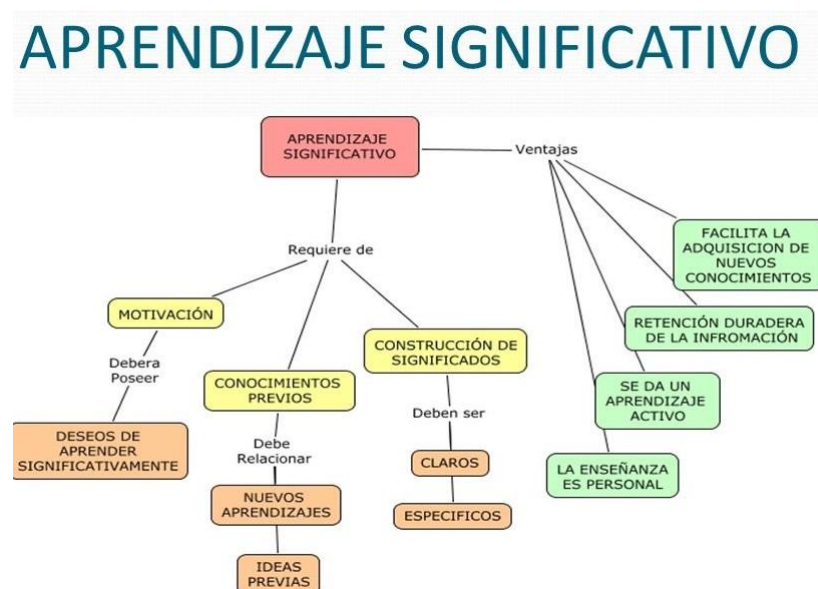 APRENDIZAJE SIGNIFICATIVO
APRENDIZAJE
SIGNIFICATIVO
Ventajas
Requiere de
MOTIVACIÓN
Debera
Poseer
DESEOS DE
APRENDER
SIGNIFICATIVAMENTE
CONOCIMIENTOS
PREVIOS
Debe
Relacionar
NUEVOS
APRENDIZAJES
IDEAS
PREVIAS
CONSTRUCCIÓN DE
SIGNIFICADOS
Deben ser
CLAROS
ESPECIFICOS
FACILITA LA
ADQUISICION DE
NUEVOS
CONOCIMIENTOS
RETENCIÓN DURADERA
DE LA INFROMACIÓN
SE DA UN
APRENDIZAJE
ACTIVO
LA ENSEÑANZA
ES PERSONAL